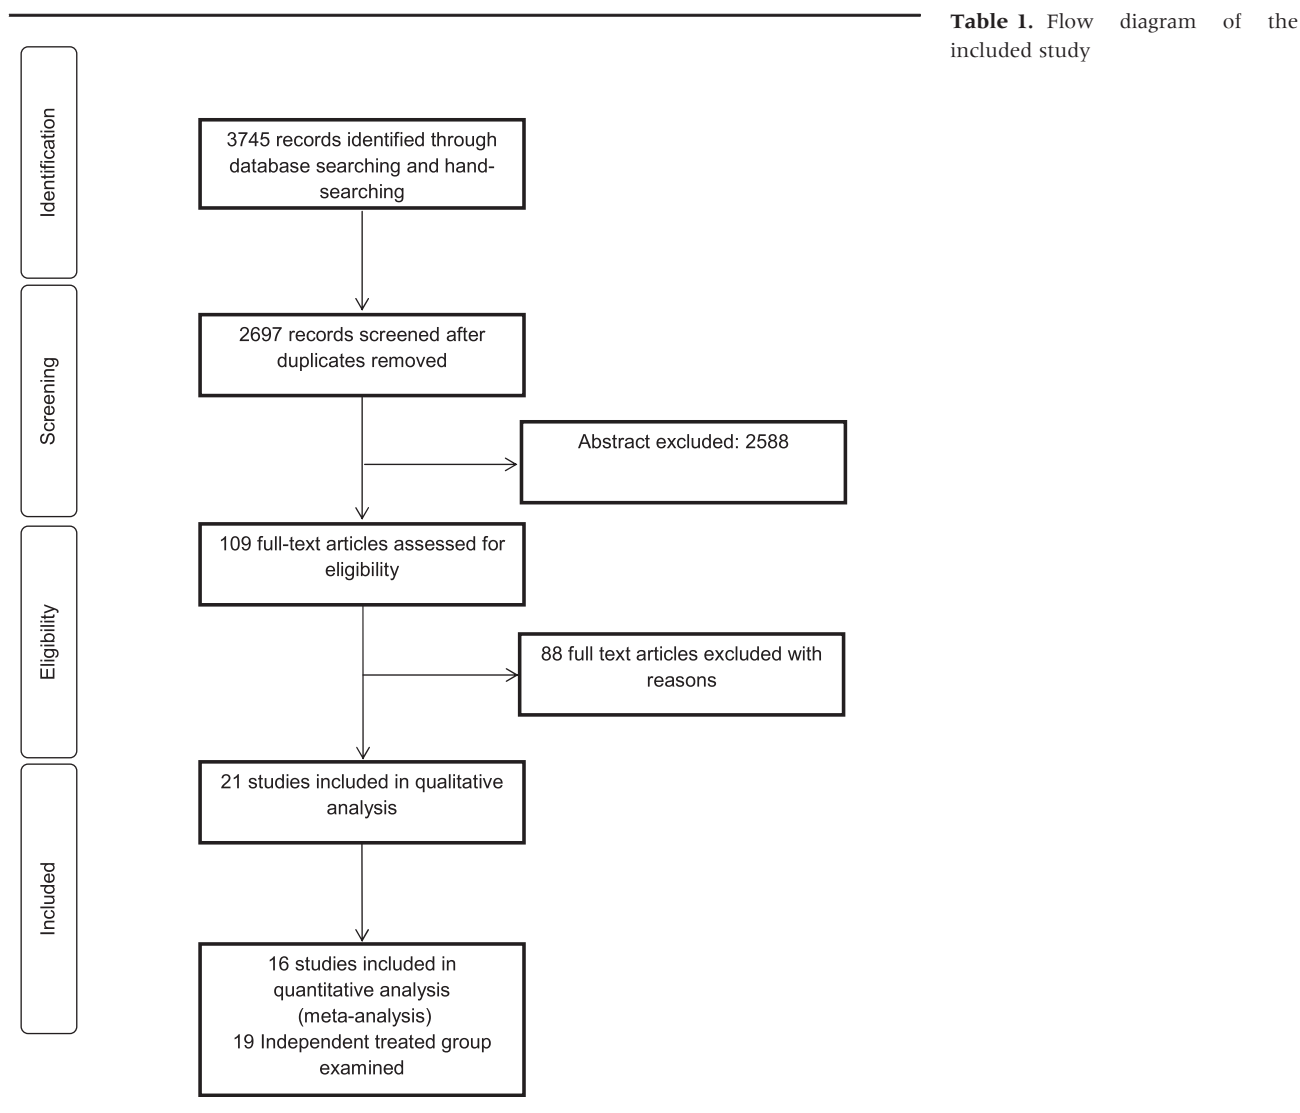 Table 1. Flow diagram of the
included study
Identification
3745 records identified through
database searching and hand-
searching
Screening
2697 records screened after
duplicates removed
Abstract excluded: 2588
Eligibility
109 full-text articles assessed for
eligibility
88 full text articles excluded with
reasons
Included
21 studies included in qualitative
analysis
16 studies included in
quantitative analysis
(meta-analysis)
19 Independent treated group
examined